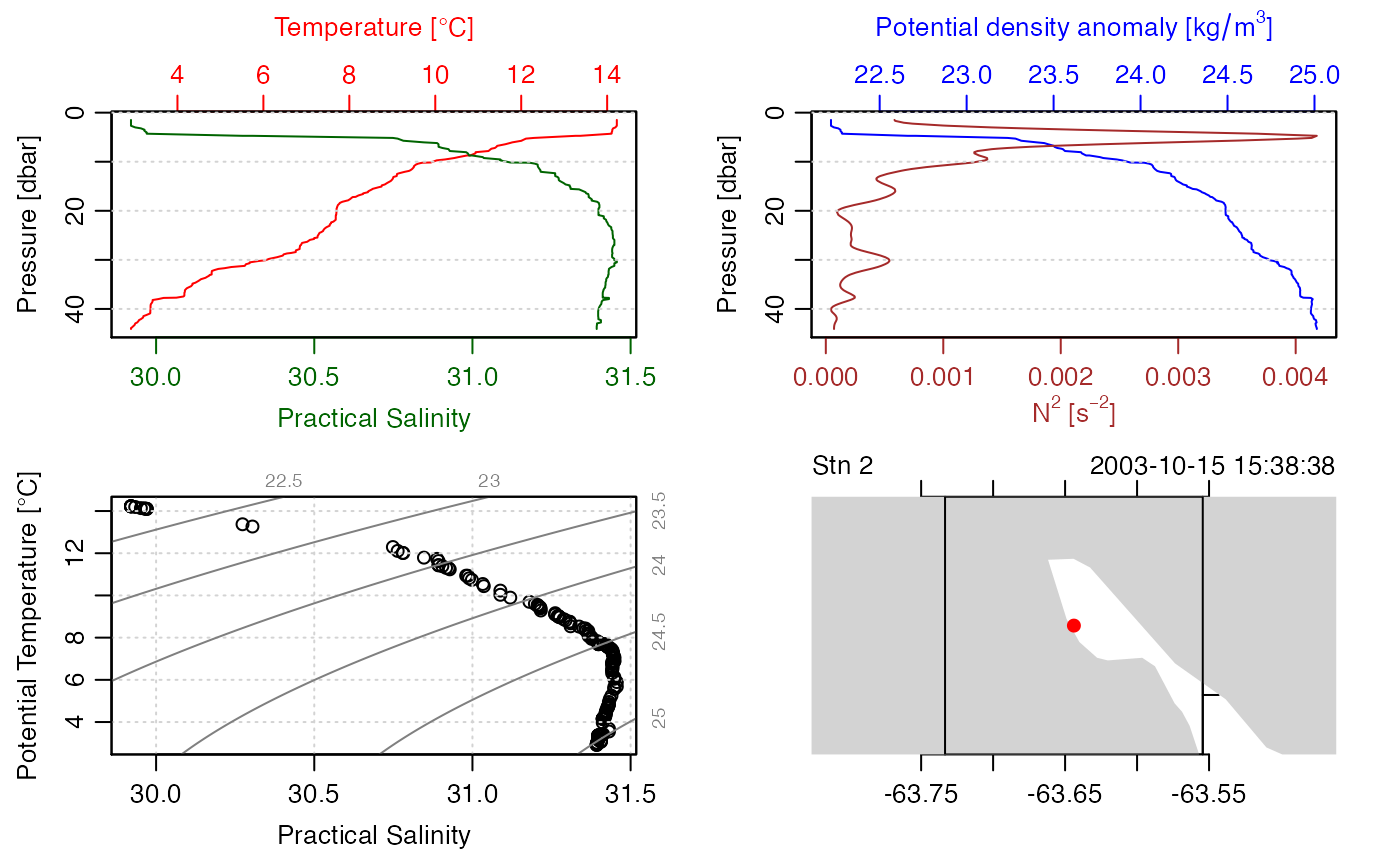 Temperature [°C]
4 6 8 10 12 14
Pressure [dbar]
0
20
40
30.0 30.5 31.0 31.5
Practical Salinity
Potential density anomaly [kg/m³]
22.5 23.0 23.5 24.0 24.5 25.0
Pressure [dbar]
0
20
40
0.000 0.001 0.002 0.003 0.004
N² [s⁻²]
22.5 23
Potential Temperature [°C]
12
8
6
4
23.5
24
24.5
25
30.0 30.5 31.0 31.5
Practical Salinity
Stn 2 2003-10-15 15:38:38
-63.75 -63.65 -63.55